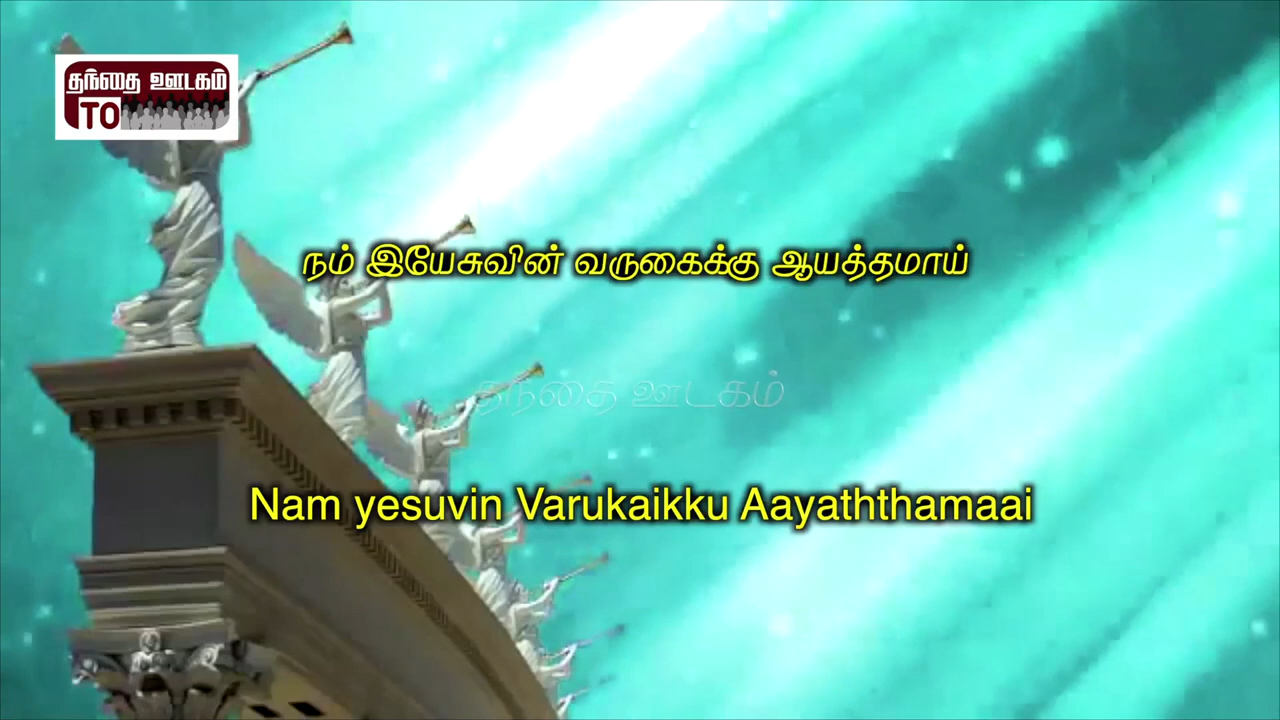 தந்தை ஊடகம்
TO
நம் இயேசுவின் வருகைக்கு ஆயத்தமாய்
தந்தை ஊடகம்
Nam yesuvin Varukaikku Aayaththamaai